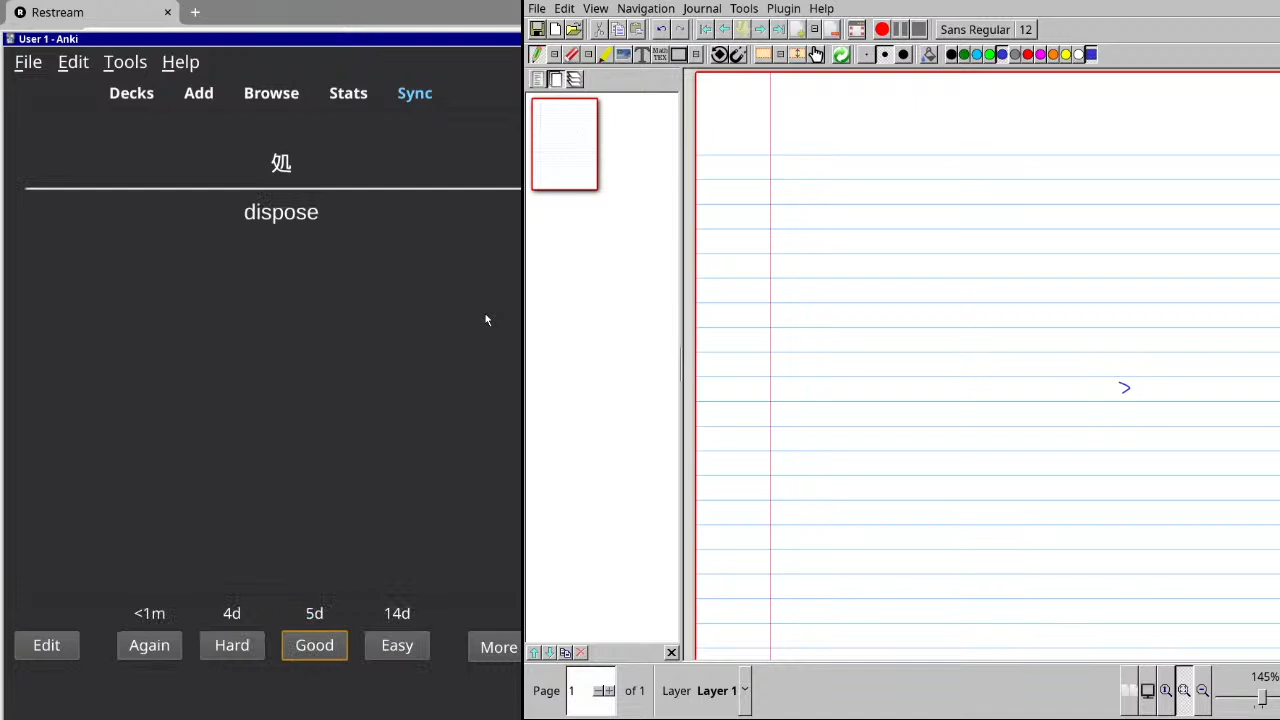 Restream × +
User 1 - Anki
File Edit Tools Help
Decks Add Browse Stats Sync
処
dispose
<1m 4d 5d 14d
Edit Again Hard Good Easy More
File Edit View Navigation Journal Tools Plugin Help
Sans Regular 12
>
Page 1 of 1 Layer Layer 1
145%